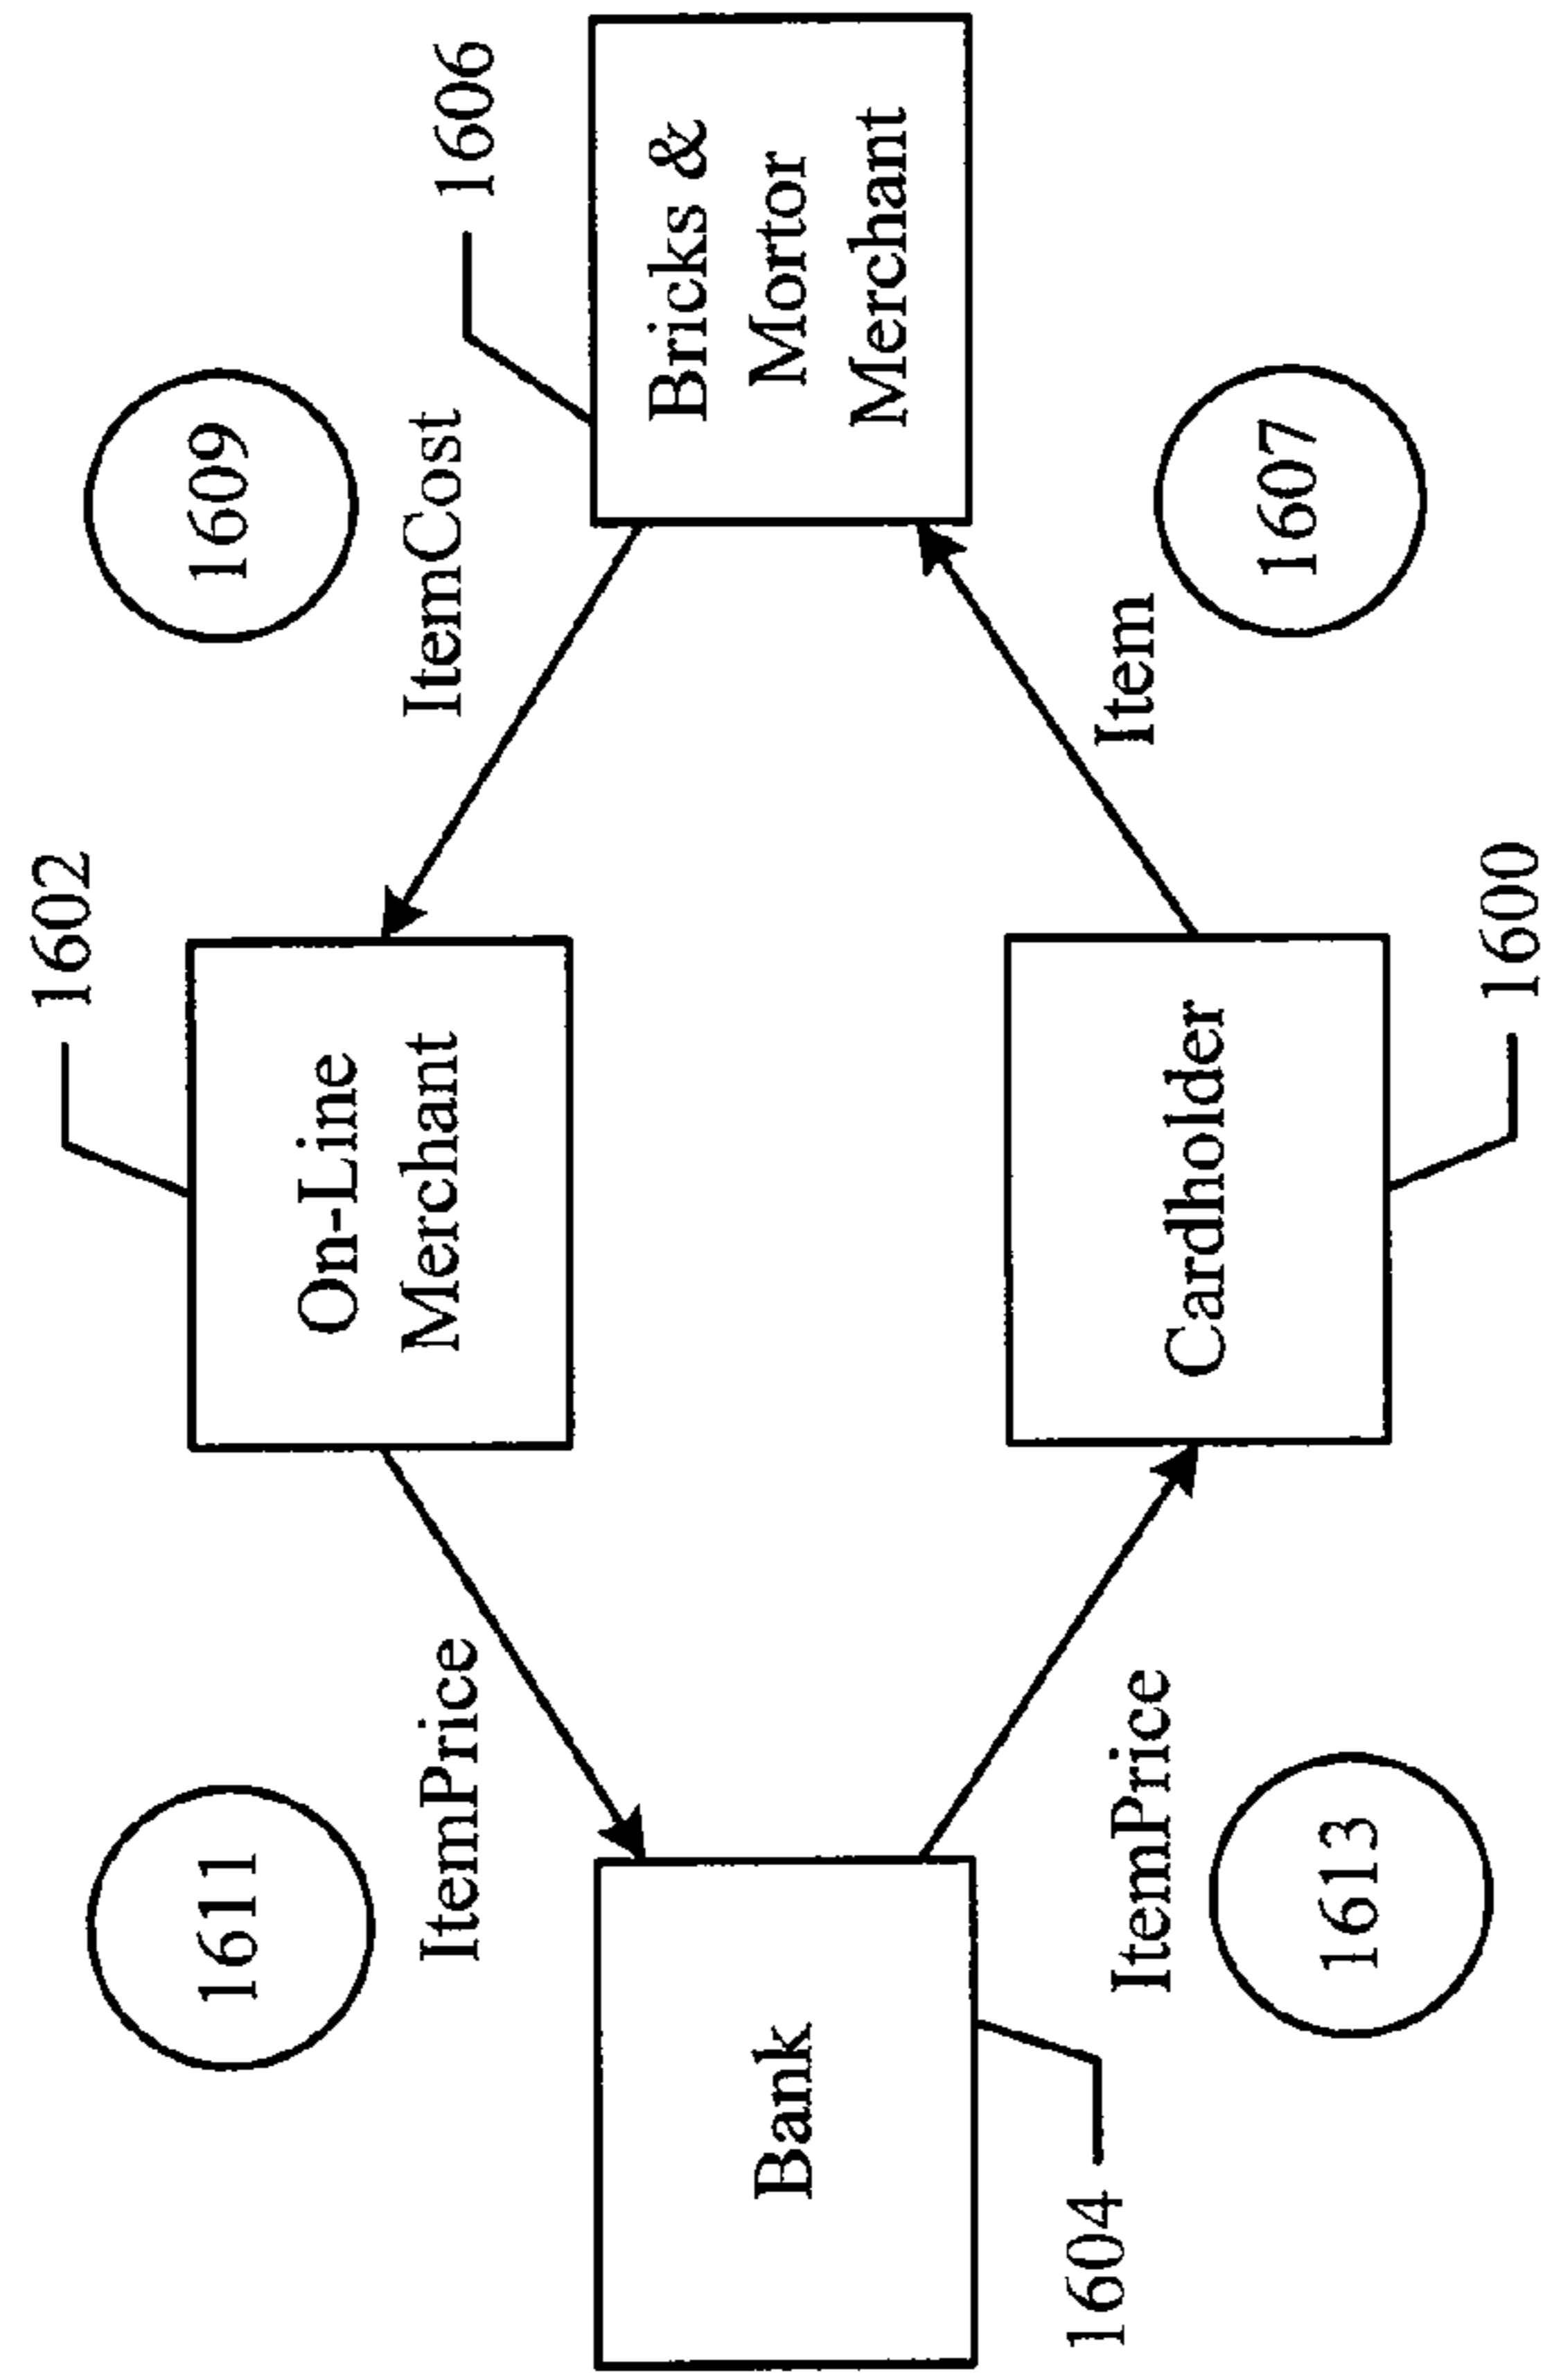 1602
1611
1609
On-Line
Merchant
ItemPrice
ItemCost
1606
Bank
Bricks &
Mortor
Merchant
1604
ItemPrice
Item
Cardholder
1613
1607
1600